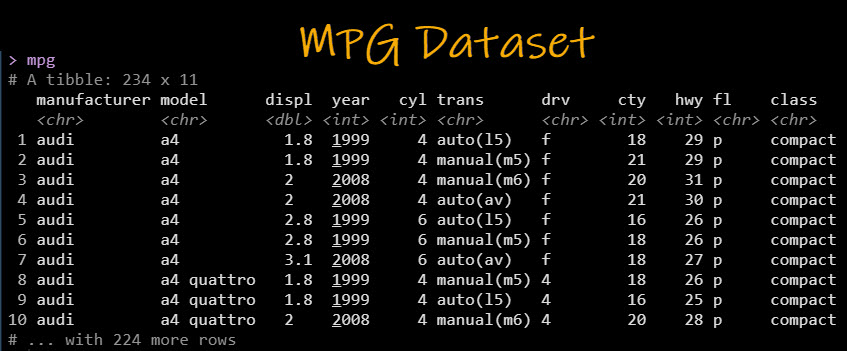 MPG Dataset
> mpg
# A tibble: 234 x 11
manufacturer model displ year cyl trans drv cty hwy fl class
<chr> <chr> <dbl> <int> <int> <chr> <chr> <int> <int> <chr> <chr>
1 audi a4 1.8 1999 4 auto(l5) f 18 29 p compact
2 audi a4 1.8 1999 4 manual(m5) f 21 29 p compact
3 audi a4 2 2008 4 manual(m6) f 20 31 p compact
4 audi a4 2 2008 4 auto(av) f 21 30 p compact
5 audi a4 2.8 1999 6 auto(l5) f 16 26 p compact
6 audi a4 2.8 1999 6 manual(m5) f 18 26 p compact
7 audi a4 3.1 2008 6 auto(av) f 18 27 p compact
8 audi a4 quattro 1.8 1999 4 manual(m5) 4 18 26 p compact
9 audi a4 quattro 1.8 1999 4 auto(l5) 4 16 25 p compact
10 audi a4 quattro 2 2008 4 manual(m6) 4 20 28 p compact
# ... with 224 more rows